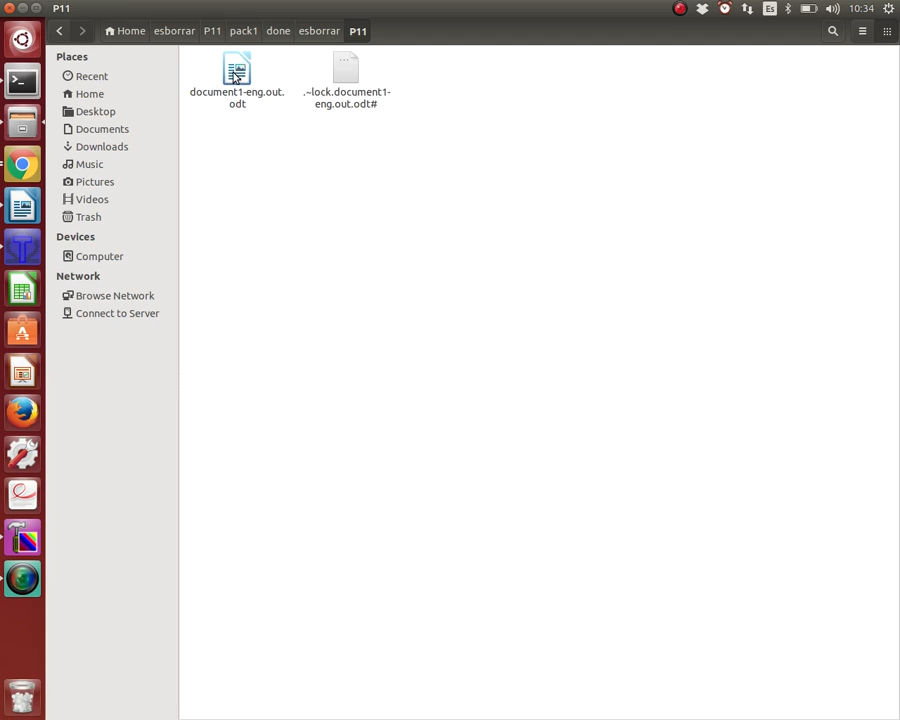 P11
Es
10:34
Home esborrar P11 pack1 done esborrar P11
Places
Recent
Home
Desktop
Documents
Downloads
Music
Pictures
Videos
Trash
Devices
Computer
Network
Browse Network
Connect to Server
document1-eng.out.
odt
.~lock.document1-
eng.out.odt#